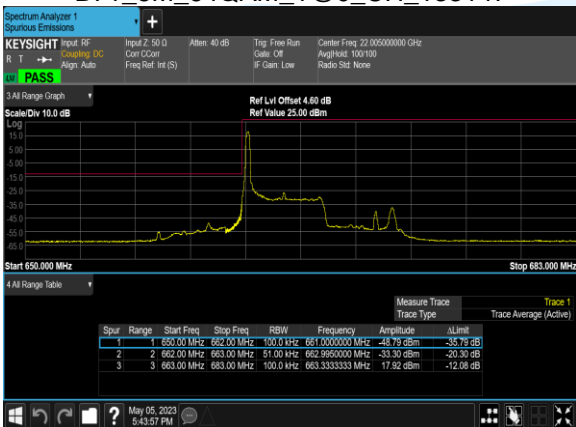 Spectrum Analyzer 1
Spurious Emissions
KEYSIGHT Input: RF Input Z: 50 Ω Atten: 40 dB Trig: Free Run Center Freq: 22.005000000 GHz
R T Coupling: DC Corr CCorr Gate: Off Avg|Hold: 100/100
Align: Auto Freq Ref: Int (S) IF Gain: Low Radio Std: None
PASS
3 All Range Graph
Ref Lvl Offset 4.60 dB
Scale/Div 10.0 dB Ref Value 25.00 dBm
Log
15.0
5.00
-5.00
-15.0
-25.0
-35.0
-45.0
-55.0
-65.0
Start 650.000 MHz Stop 683.000 MHz
4 All Range Table
Measure Trace Trace 1
Trace Type Trace Average (Active)
Spur Range Start Freq Stop Freq RBW Frequency Amplitude ΔLimit
1 1 650.00 MHz 662.00 MHz 100.0 kHz 661.0000000 MHz -48.79 dBm -35.79 dB
2 2 662.00 MHz 663.00 MHz 51.00 kHz 662.9950000 MHz -33.30 dBm -20.30 dB
3 3 663.00 MHz 683.00 MHz 100.0 kHz 663.3333333 MHz 17.92 dBm -12.08 dB
? May 05, 2023
5:43:57 PM